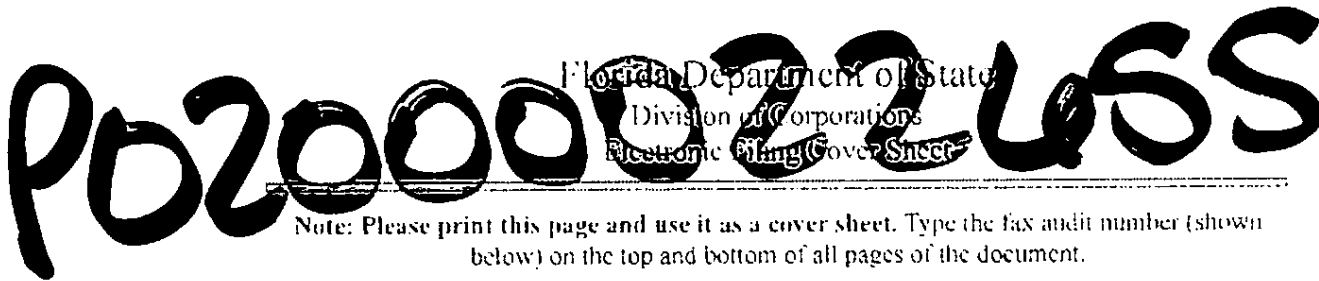 P02000022655
Florida Department of State
Division of Corporations
Electronic Filing Cover Sheet
Note: Please print this page and use it as a cover sheet. Type the fax audit number (shown
below) on the top and bottom of all pages of the document.